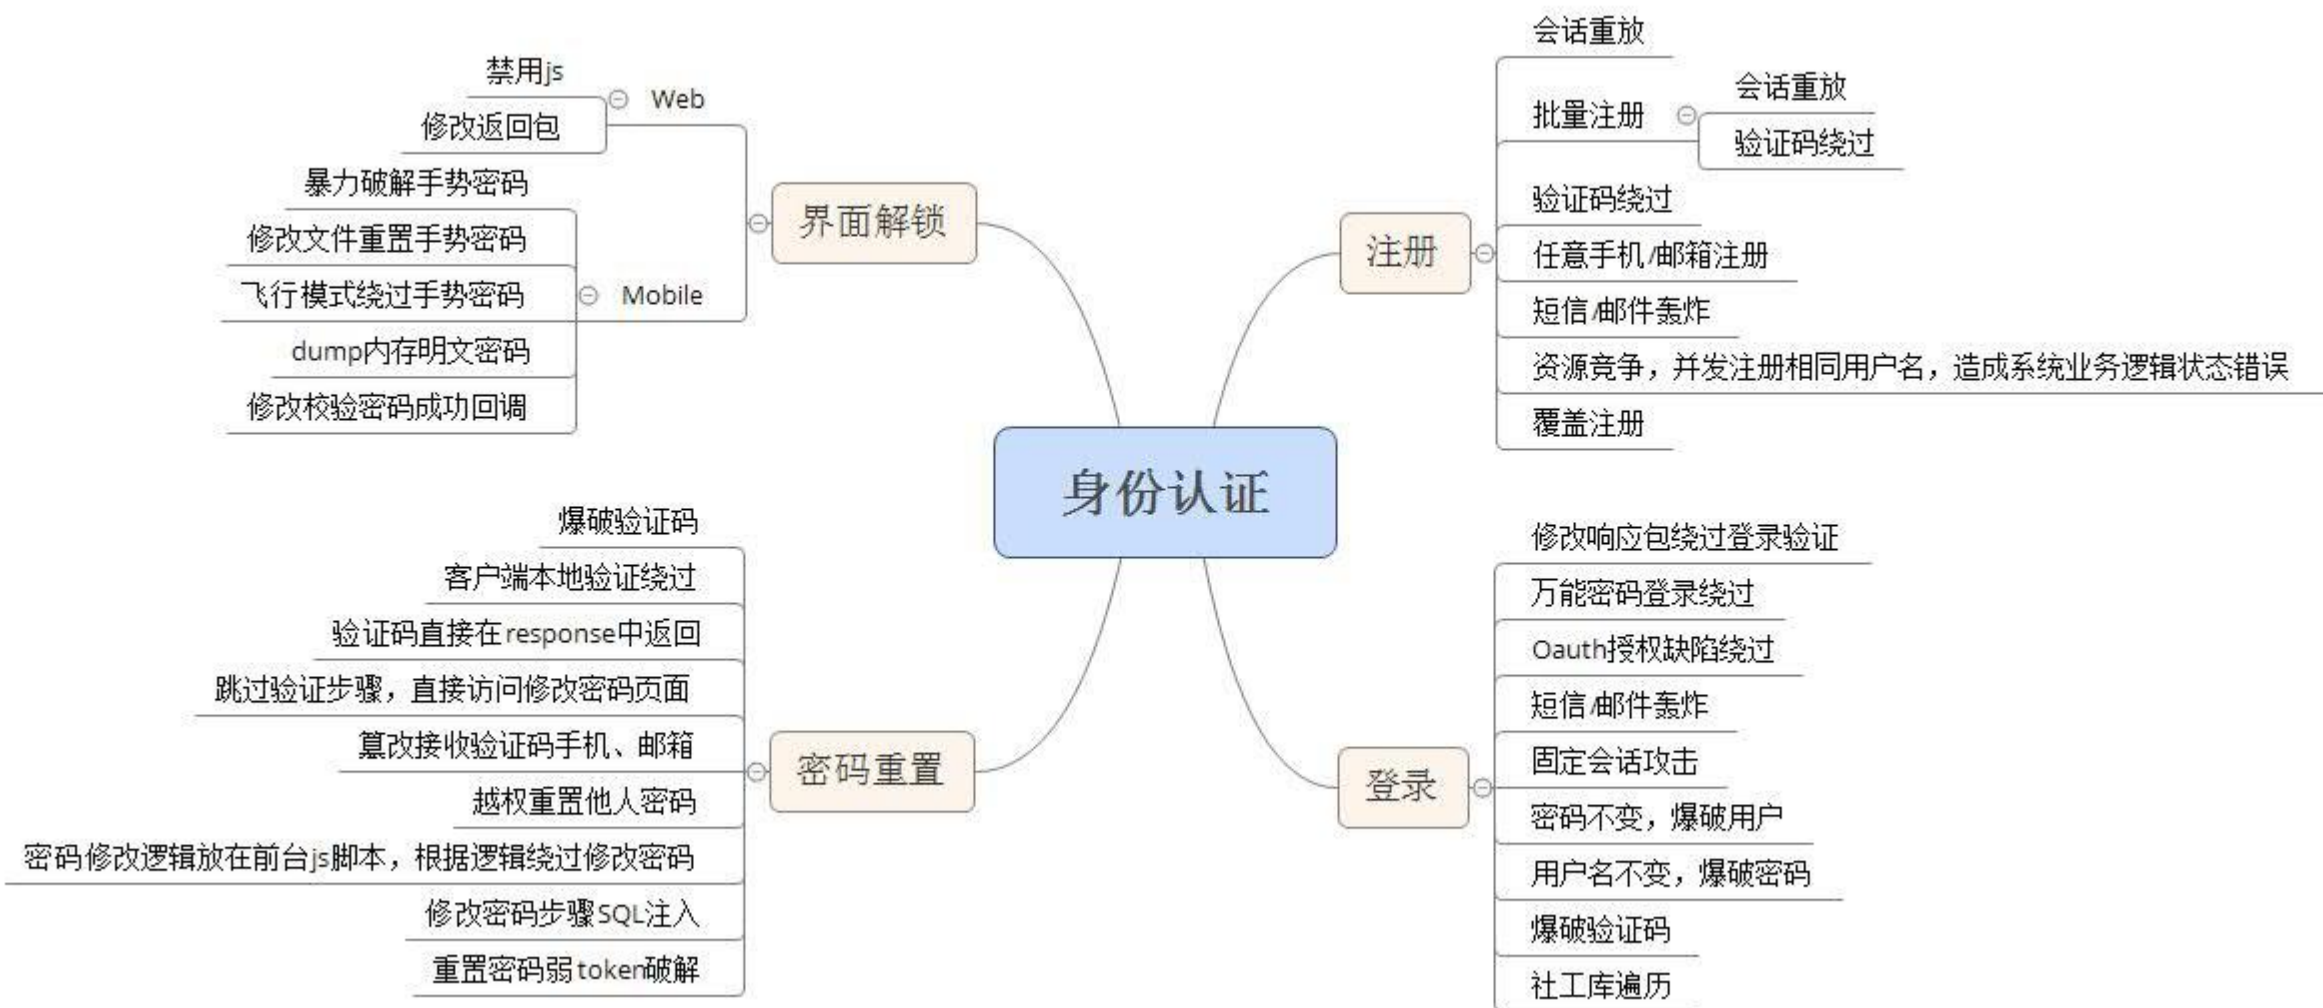 身份认证
注册
会话重放
批量注册
会话重放
验证码绕过
验证码绕过
任意手机/邮箱注册
短信/邮件轰炸
资源竞争，并发注册相同用户名，造成系统业务逻辑状态错误
覆盖注册
登录
修改响应包绕过登录验证
万能密码登录绕过
Oauth授权缺陷绕过
短信/邮件轰炸
固定会话攻击
密码不变，爆破用户
用户名不变，爆破密码
爆破验证码
社工库遍历
界面解锁
Web
禁用js
修改返回包
Mobile
暴力破解手势密码
修改文件重置手势密码
飞行模式绕过手势密码
dump内存明文密码
修改校验密码成功回调
密码重置
爆破验证码
客户端本地验证绕过
验证码直接在response中返回
跳过验证步骤，直接访问修改密码页面
篡改接收验证码手机、邮箱
越权重置他人密码
密码修改逻辑放在前台js脚本，根据逻辑绕过修改密码
修改密码步骤SQL注入
重置密码弱token破解